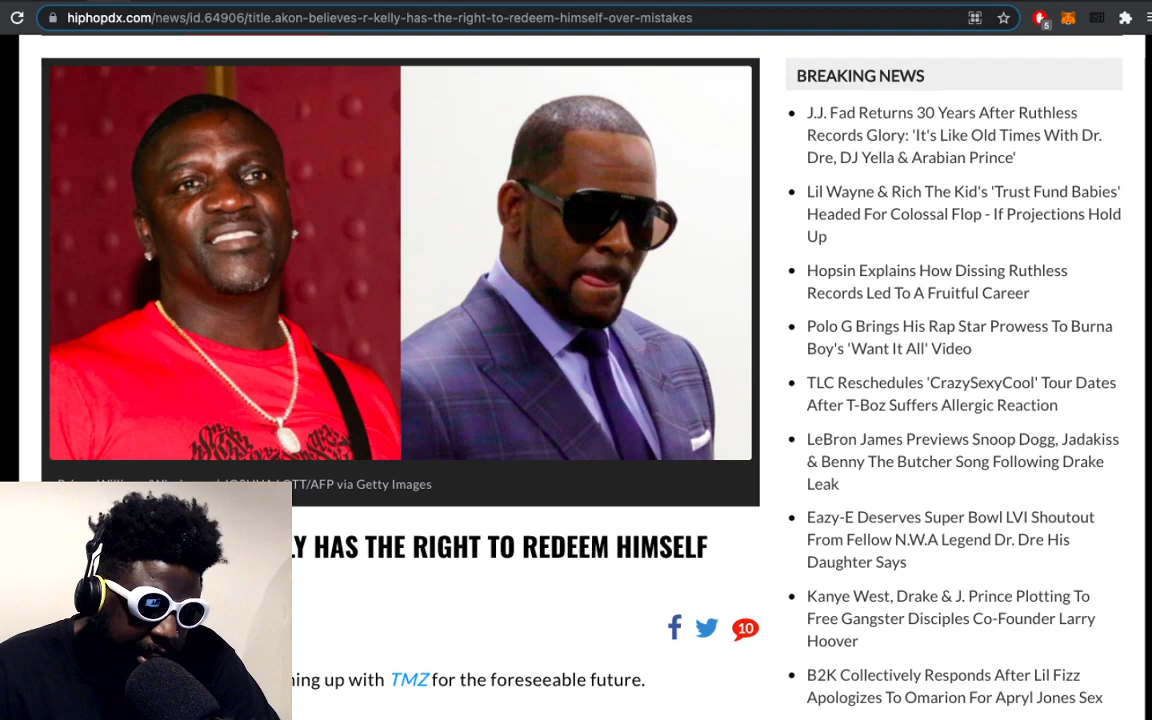 hiphopdx.com/news/id.64906/title.akon-believes-r-kelly-has-the-right-to-redeem-himself-over-mistakes
5
BREAKING NEWS
J.J. Fad Returns 30 Years After Ruthless
Records Glory: 'It's Like Old Times With Dr.
Dre, DJ Yella & Arabian Prince'
Lil Wayne & Rich The Kid's 'Trust Fund Babies'
Headed For Colossal Flop - If Projections Hold
Up
Hopsin Explains How Dissing Ruthless
Records Led To A Fruitful Career
Polo G Brings His Rap Star Prowess To Burna
Boy's 'Want It All' Video
TLC Reschedules 'CrazySexyCool' Tour Dates
After T-Boz Suffers Allergic Reaction
LeBron James Previews Snoop Dogg, Jadakiss
& Benny The Butcher Song Following Drake
Leak
Eazy-E Deserves Super Bowl LVI Shoutout
From Fellow N.W.A Legend Dr. Dre His
Daughter Says
Kanye West, Drake & J. Prince Plotting To
Free Gangster Disciples Co-Founder Larry
Hoover
B2K Collectively Responds After Lil Fizz
Apologizes To Omarion For Apryl Jones Sex
TT/AFP via Getty Images
LY HAS THE RIGHT TO REDEEM HIMSELF
10
ning up with TMZ for the foreseeable future.